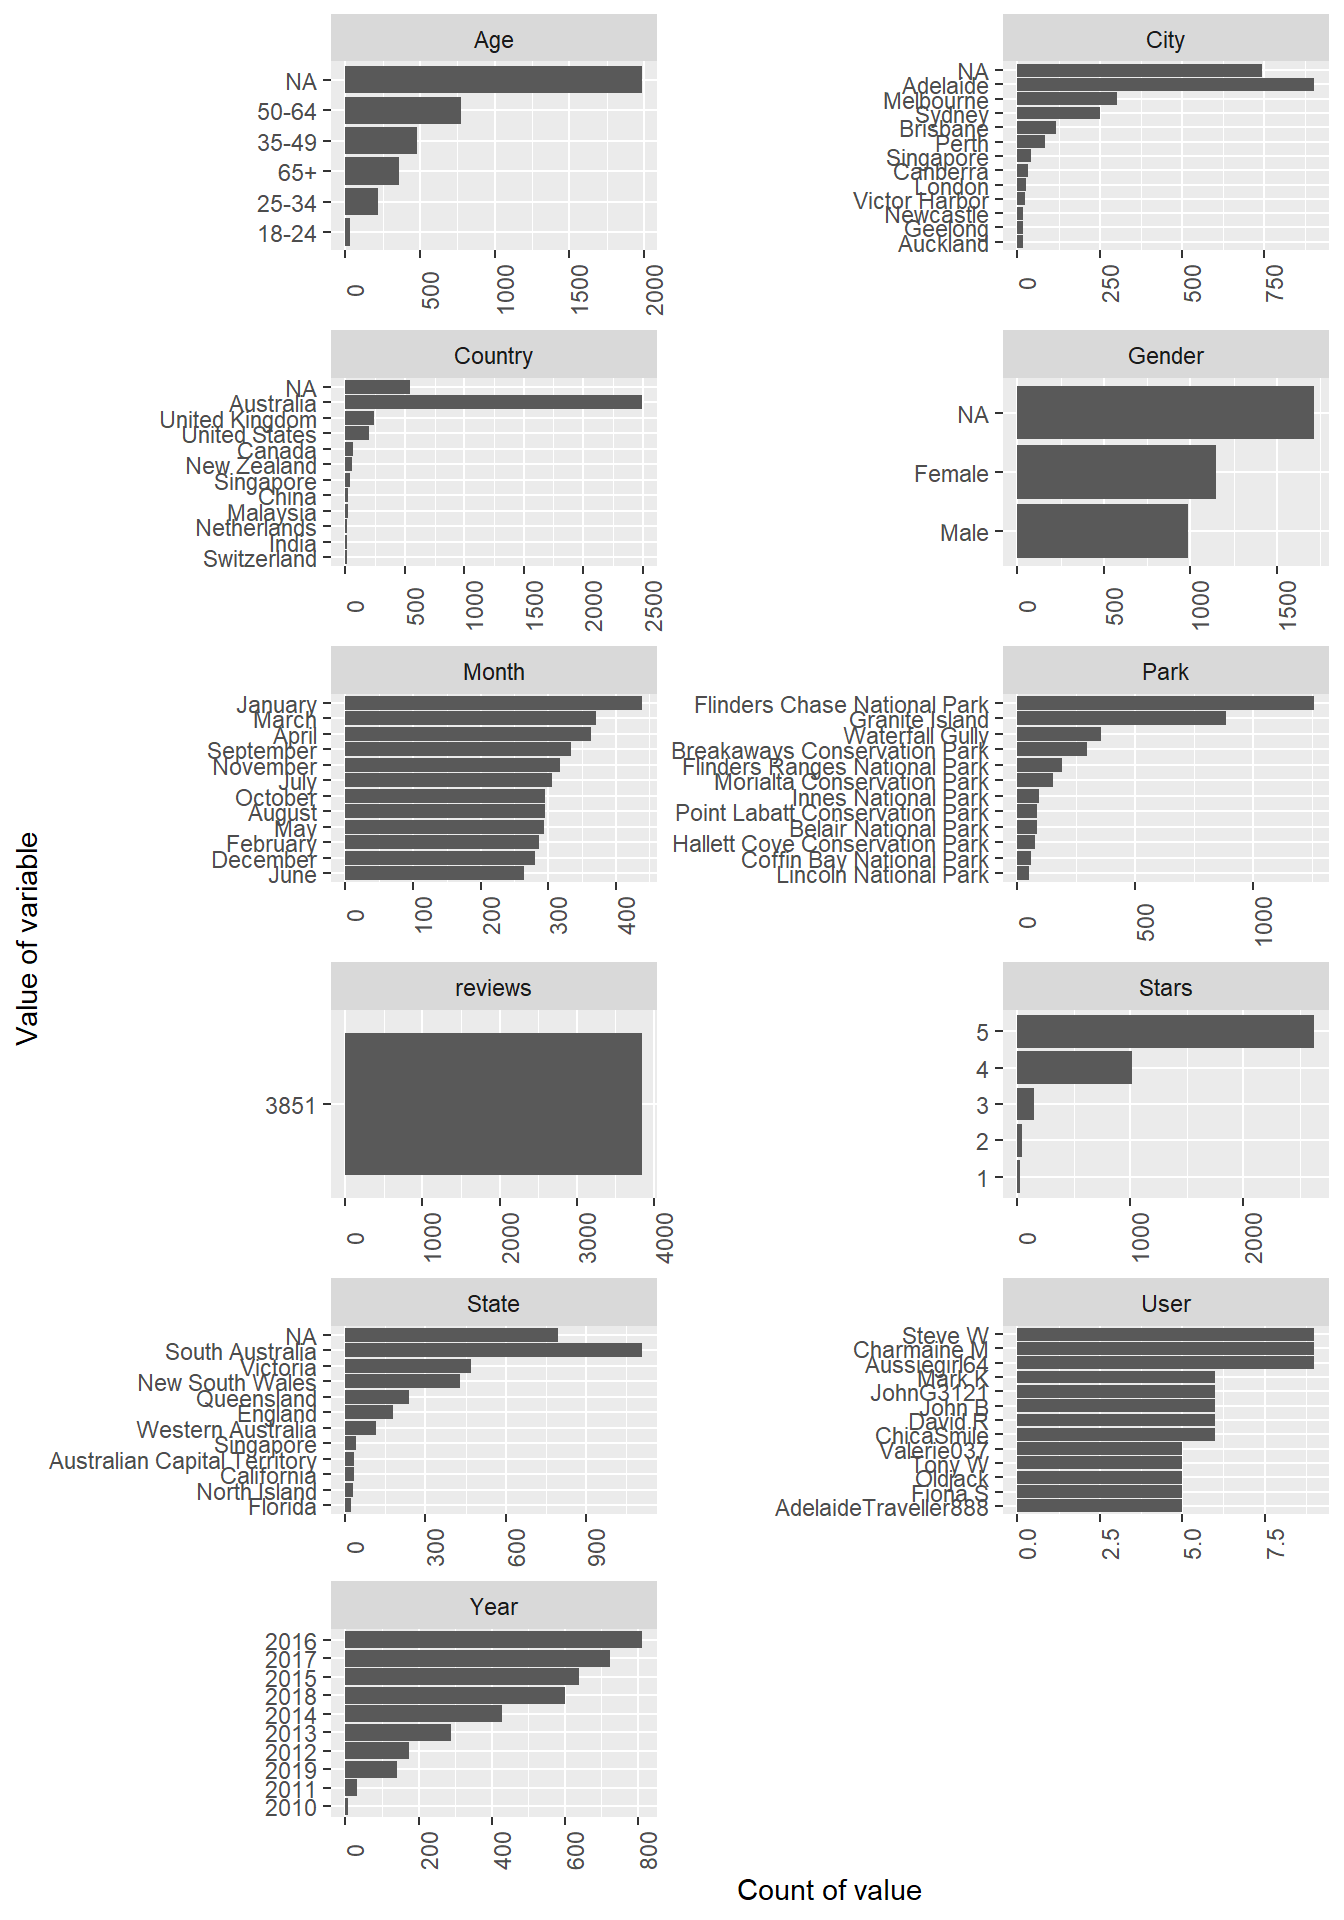 Age
NA
50-64
35-49
65+
25-34
18-24
0 500 1000 1500 2000
City
NA
Adelaide
Melbourne
Sydney
Brisbane
Perth
Singapore
Canberra
London
Victor Harbor
Newcastle
Geelong
Auckland
0 250 500 750
Country
NA
Australia
United Kingdom
United States
Canada
New Zealand
Singapore
China
Malaysia
Netherlands
India
Switzerland
0 500 1000 1500 2000 2500
Gender
NA
Female
Male
0 500 1000 1500
Month
January
March
April
September
November
July
October
August
May
February
December
June
0 100 200 300 400
Park
Flinders Chase National Park
Granite Island
Waterfall Gully
Breakaways Conservation Park
Flinders Ranges National Park
Morialta Conservation Park
Innes National Park
Point Labatt Conservation Park
Belair National Park
Hallett Cove Conservation Park
Coffin Bay National Park
Lincoln National Park
0 500 1000
reviews
3851
0 1000 2000 3000 4000
Stars
5
4
3
2
1
0 1000 2000
State
NA
South Australia
Victoria
New South Wales
Queensland
England
Western Australia
Singapore
Australian Capital Territory
California
North Island
Florida
0 300 600 900
User
Steve W
Charmaine M
Aussiegirl64
Mark K
JohnG3121
John B
David R
ChicaSmile
Valerie037
Tony W
Oldjack
Fiona S
AdelaideTraveller888
0.0 2.5 5.0 7.5
Year
2016
2017
2015
2018
2014
2013
2012
2019
2011
2010
0 200 400 600 800
Value of variable
Count of value